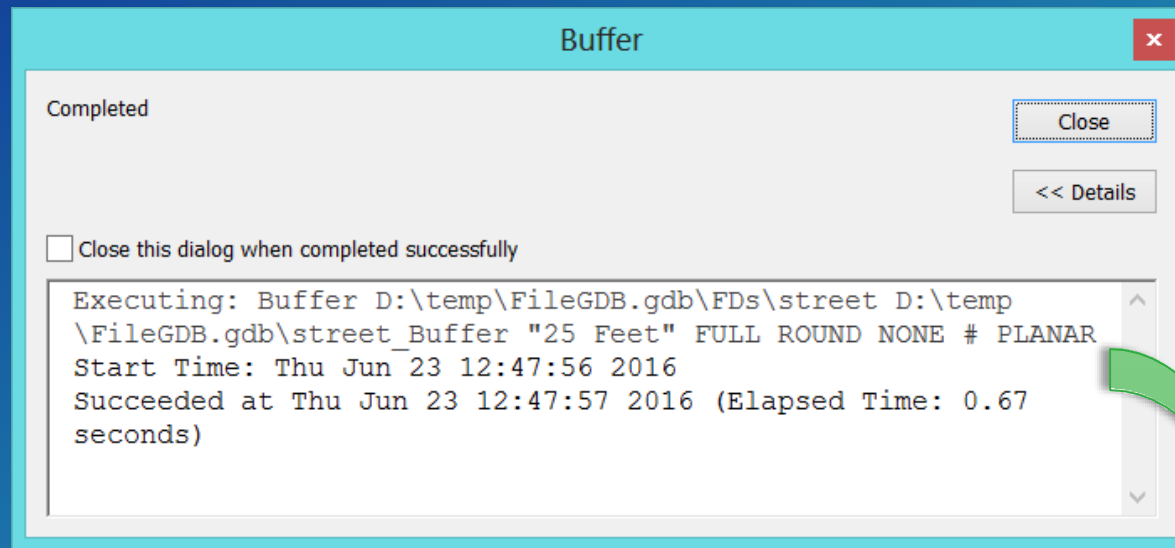 Buffer
Completed
Close
<< Details
Close this dialog when completed successfully
Executing: Buffer D:\temp\FileGDB.gdb\FDs\street D:\temp
\FileGDB.gdb\street_Buffer "25 Feet" FULL ROUND NONE # PLANAR
Start Time: Thu Jun 23 12:47:56 2016
Succeeded at Thu Jun 23 12:47:57 2016 (Elapsed Time: 0.67
seconds)